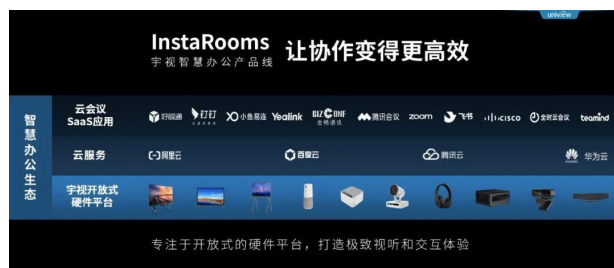 uniview
InstaRooms
宇视智慧办公产品线
让协作变得更高效
智慧办公生态
云会议
SaaS应用
好视通 钉钉 小鱼易连 Yealink BIZCONF 会畅通讯 腾讯会议 zoom 飞书 CISCO 全时云会议 teamind
云服务
阿里云 百度云 腾讯云 华为云
宇视开放式
硬件平台
专注于开放式的硬件平台，打造极致视听和交互体验